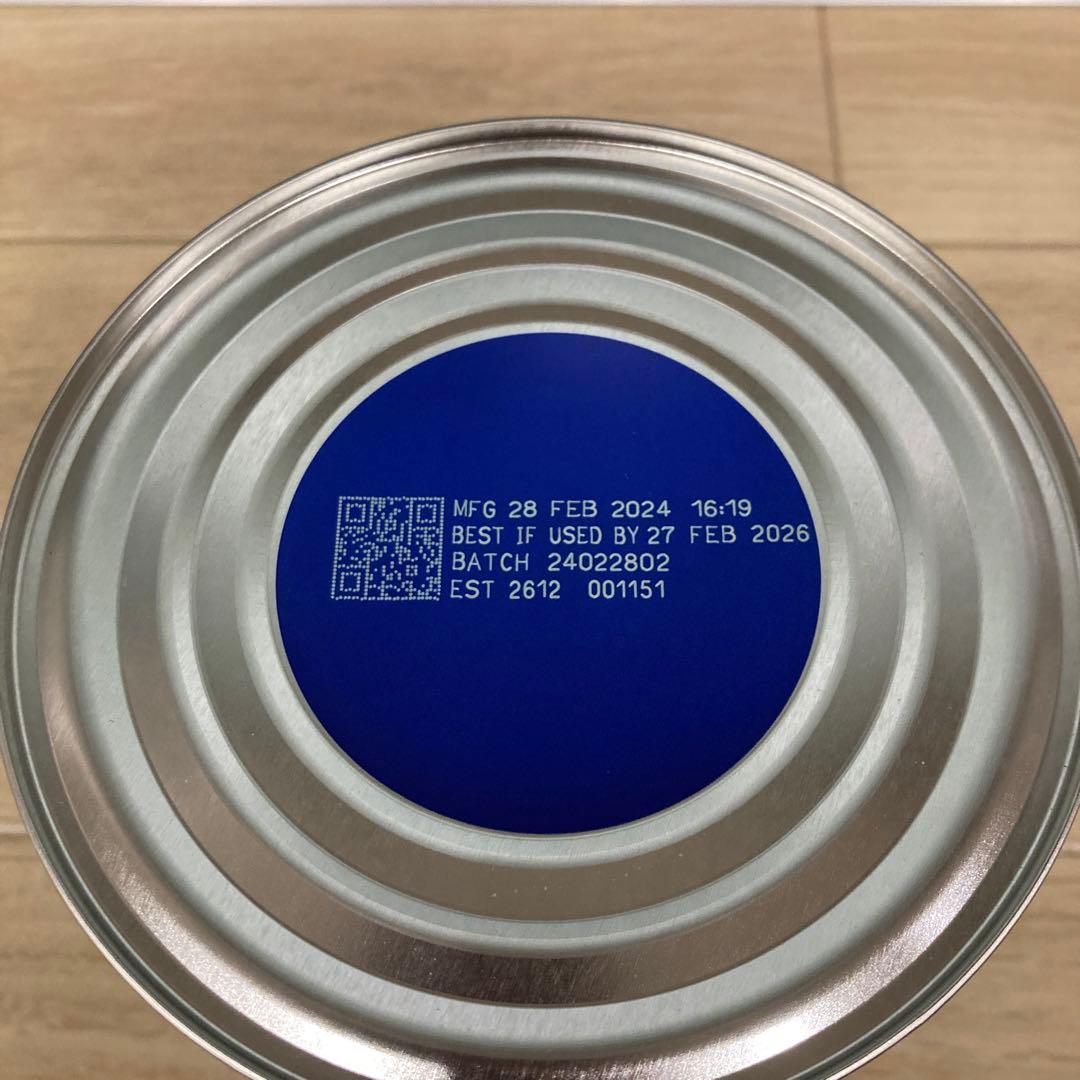 MFG 28 FEB 2024 16:19
BEST IF USED BY 27 FEB 2026
BATCH 24022802
EST 2612 001151